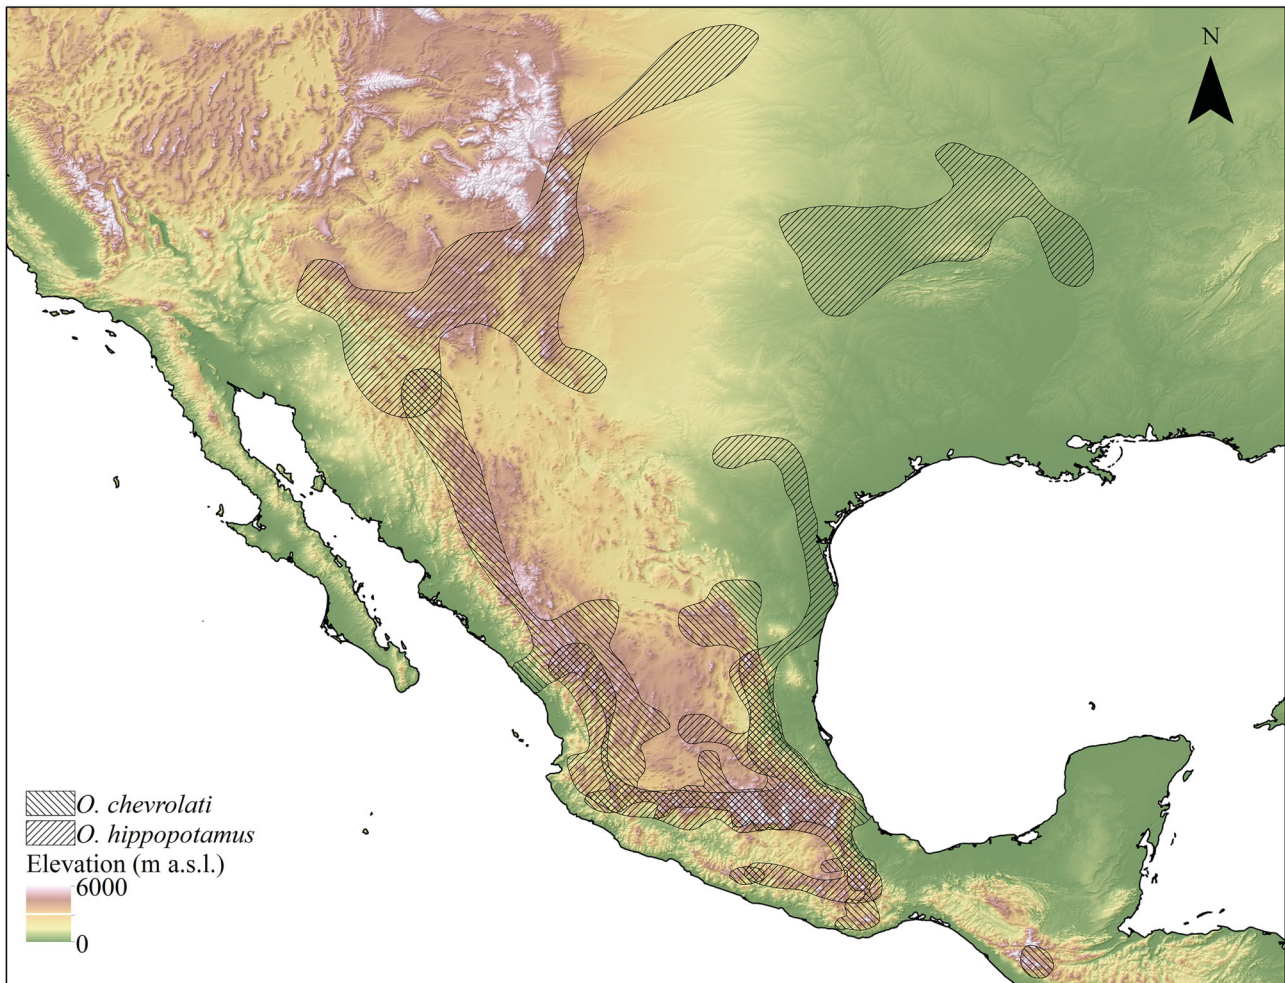 N
O. chevrolati
O. hippopotamus
Elevation (m a.s.l.)
6000
0